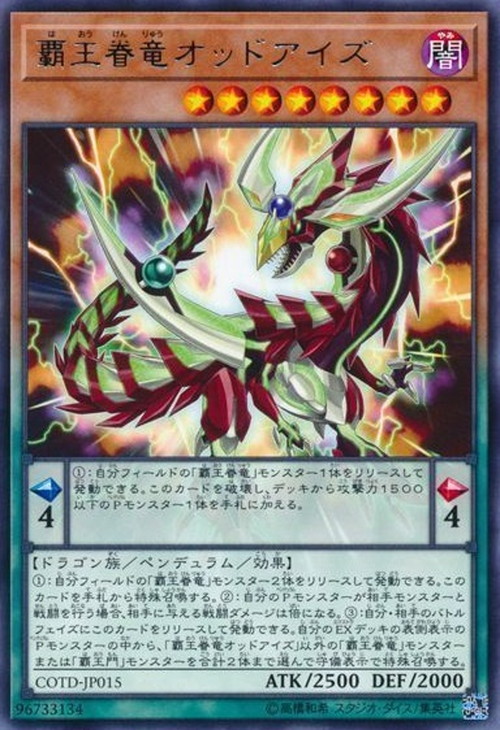 覇王眷竜オッドアイズ
闇
①：自分フィールドの「覇王眷竜」モンスター1体をリリースして
発動できる。このカードを破壊し、デッキから攻撃力1500
以下のPモンスター1体を手札に加える。
4
4
【ドラゴン族／ペンデュラム／効果】
①：自分フィールドの「覇王眷竜」モンスター2体をリリースして発動できる。この
カードを手札から特殊召喚する。②：自分のPモンスターが相手モンスターと
戦闘を行う場合、相手に与える戦闘ダメージは倍になる。③：自分・相手のバトル
フェイズにこのカードをリリースして発動できる。自分のEXデッキの表側表示の
Pモンスターの中から、「覇王眷竜オッドアイズ」以外の「覇王眷竜」モンスター
または「覇王門」モンスターを合計2体まで選んで守備表示で特殊召喚する。
COTD-JP015
ATK/2500 DEF/2000
96733134
©高橋和希 スタジオ・ダイス/集英社